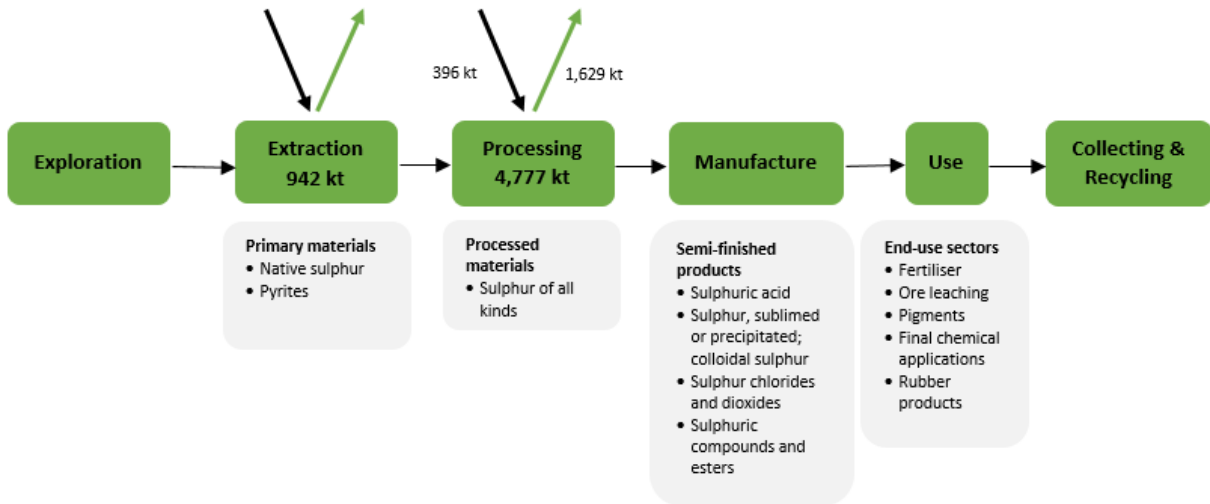 396 kt
1,629 kt
Exploration
Extraction
942 kt
Processing
4,777 kt
Manufacture
Use
Collecting &
Recycling
Primary materials
• Native sulphur
• Pyrites
Processed
materials
• Sulphur of all
kinds
Semi-finished
products
• Sulphuric acid
• Sulphur, sublimed
or precipitated;
colloidal sulphur
• Sulphur chlorides
and dioxides
• Sulphuric
compounds and
esters
End-use sectors
• Fertiliser
• Ore leaching
• Pigments
• Final chemical
applications
• Rubber
products